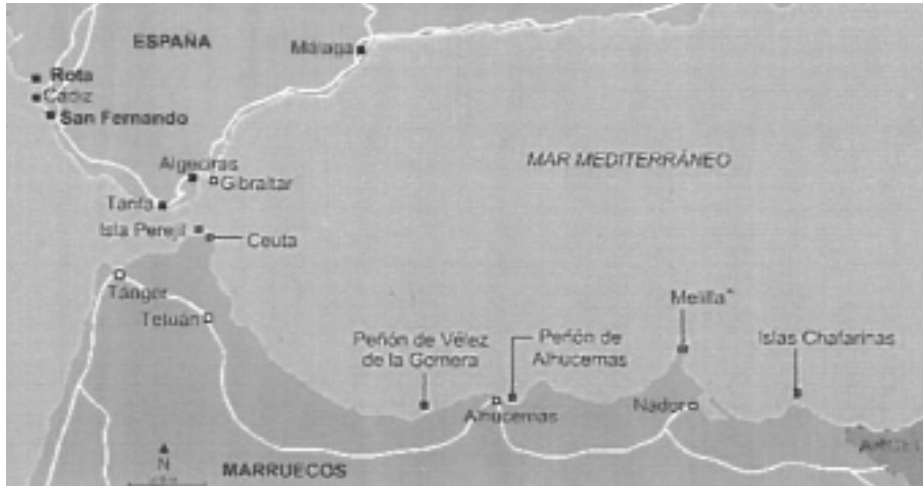 ESPAÑA
Málaga
Rota
Cádiz
San Fernando
MAR MEDITERRÁNEO
Algeciras
Gibraltar
Tarifa
Isla Perejil
Ceuta
Tánger
Tetuán
Melilla
Peñón de Vélez
de la Gomera
Peñón de
Alhucemas
Islas Chafarinas
Alhucemas
Nador
N
MARRUECOS